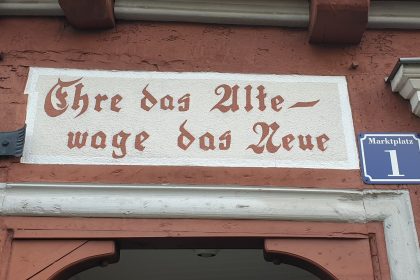 Ehre das Alte –
wage das Neue
Marktplatz
1